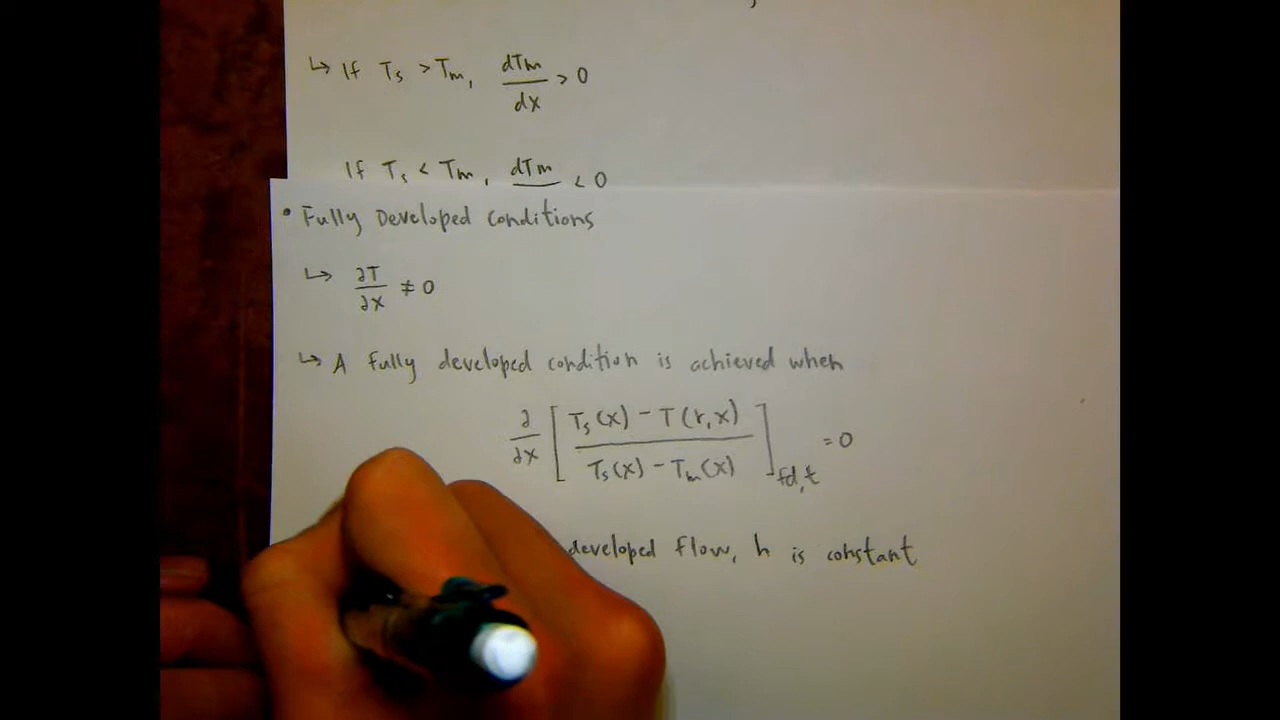 ↳ If Ts > Tm, dTm/dx > 0
If Ts < Tm, dTm < 0
• Fully Developed Conditions
↳ ∂T/∂x ≠ 0
↳ A fully developed condition is achieved when
∂/∂x [ Ts(x) - T(r,x) / Ts(x) - Tm(x) ]fd,t = 0
developed flow, h is constant